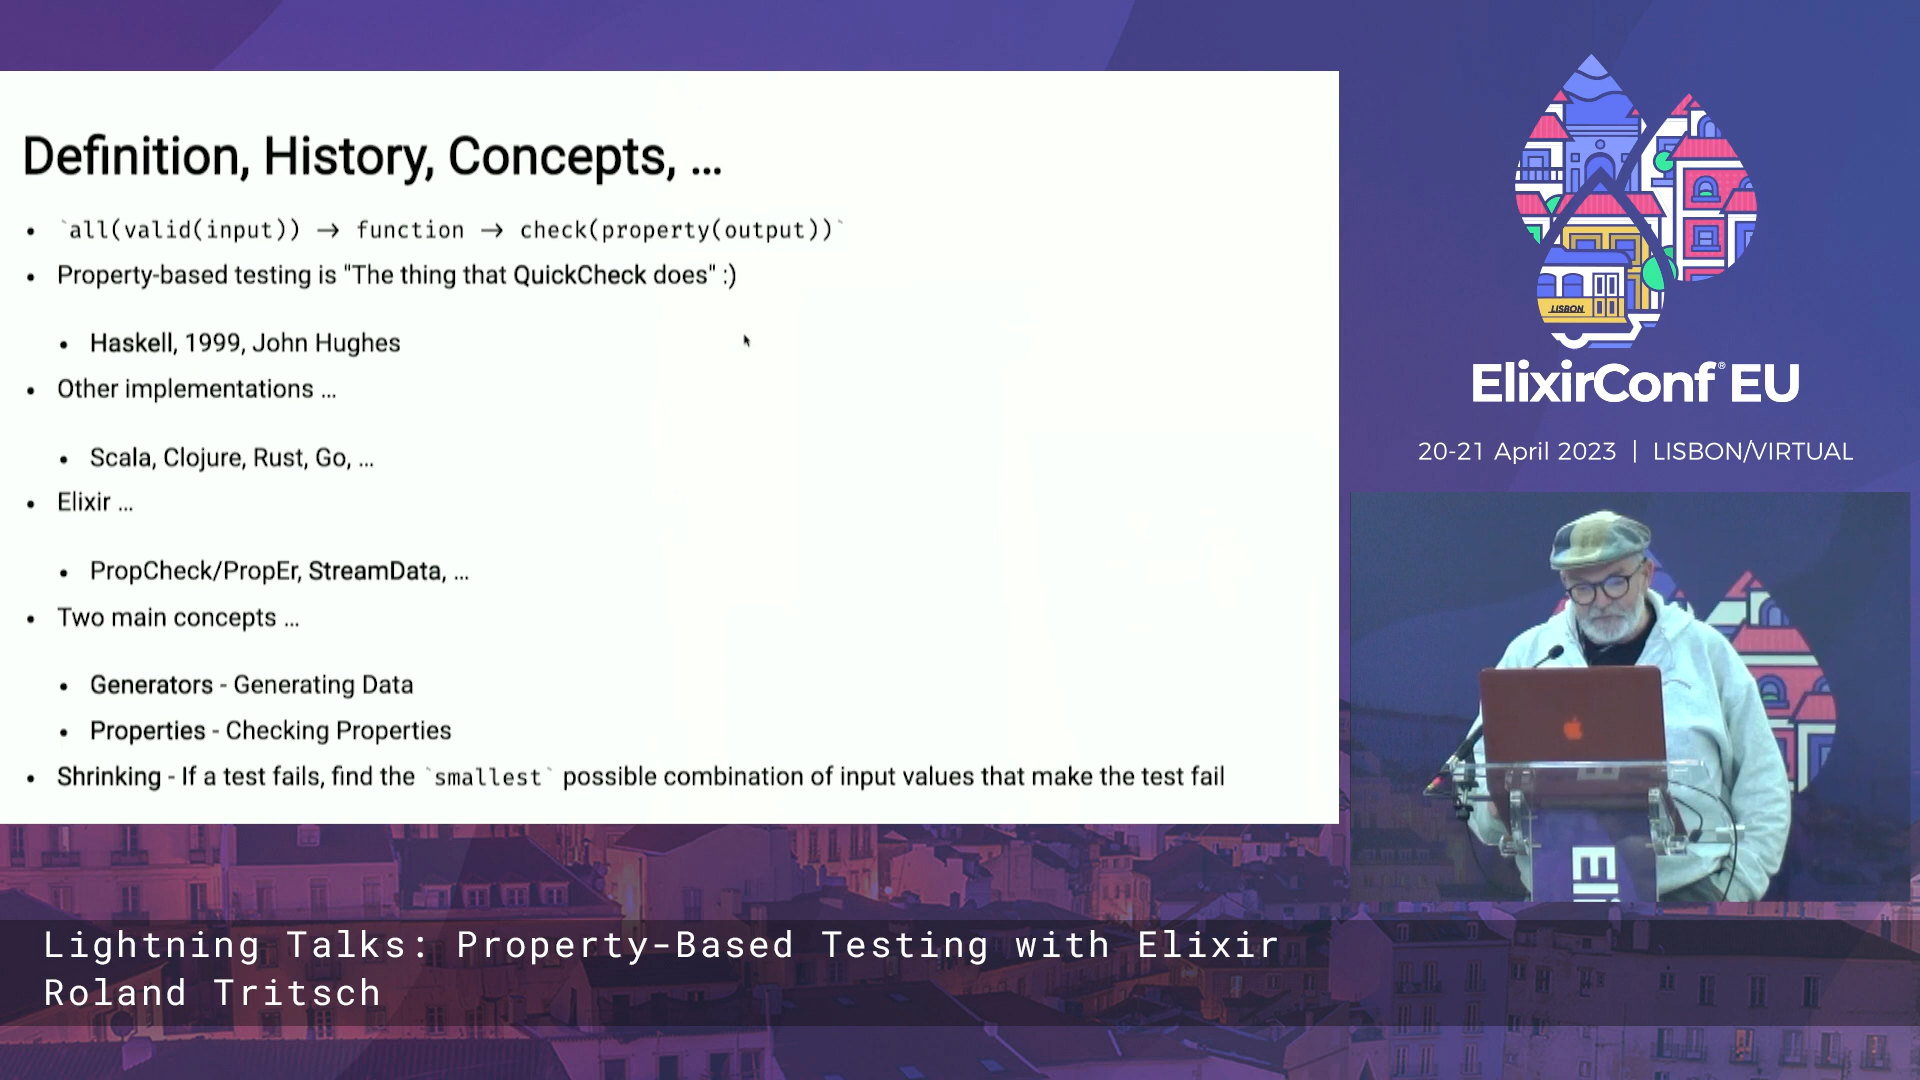 Definition, History, Concepts, ...
• `all(valid(input)) → function → check(property(output))`
• Property-based testing is "The thing that QuickCheck does" :)
• Haskell, 1999, John Hughes
• Other implementations ...
• Scala, Clojure, Rust, Go, ...
• Elixir ...
• PropCheck/PropEr, StreamData, ...
• Two main concepts ...
• Generators - Generating Data
• Properties - Checking Properties
• Shrinking - If a test fails, find the `smallest` possible combination of input values that make the test fail
LISBON
ElixirConf® EU
20-21 April 2023 | LISBON/VIRTUAL
Eli
Lightning Talks: Property-Based Testing with Elixir
Roland Tritsch